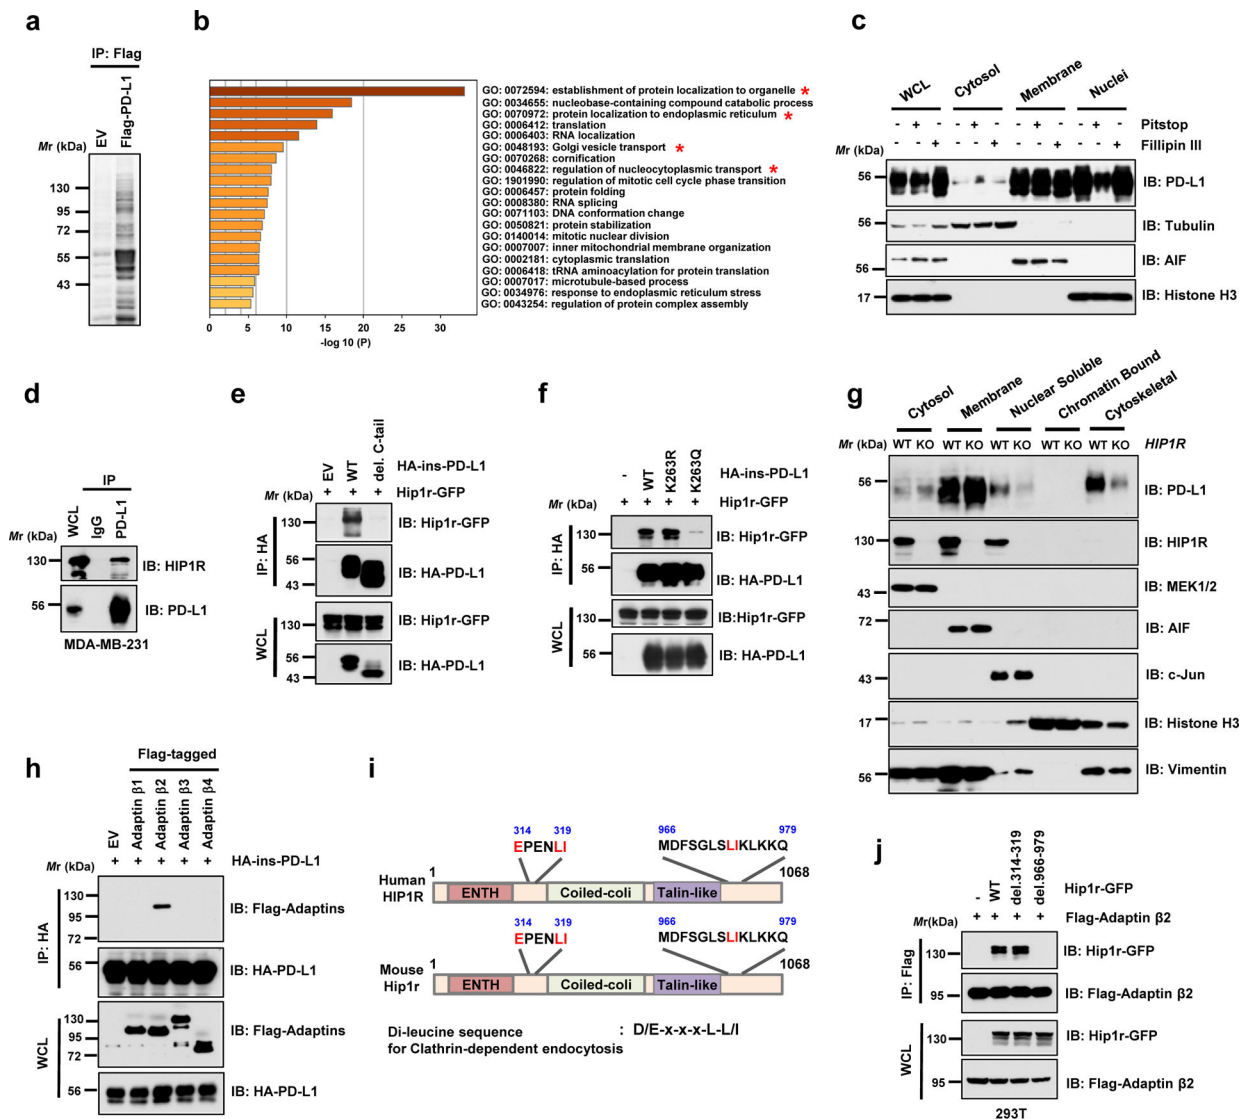 a
IP: Flag
EV
Flag-PD-L1
Mr (kDa)
130
95
72
55
43
b
GO: 0072594: establishment of protein localization to organelle *
GO: 0034655: nucleobase-containing compound catabolic process
GO: 0070972: protein localization to endoplasmic reticulum *
GO: 0006412: translation
GO: 0006403: RNA localization
GO: 0048193: Golgi vesicle transport *
GO: 0070268: cornification
GO: 0046822: regulation of nucleocytoplasmic transport *
GO: 1901990: regulation of mitotic cell cycle phase transition
GO: 0006457: protein folding
GO: 0008380: RNA splicing
GO: 0071103: DNA conformation change
GO: 0050821: protein stabilization
GO: 0140014: mitotic nuclear division
GO: 0007007: inner mitochondrial membrane organization
GO: 0002181: cytoplasmic translation
GO: 0006418: tRNA aminoacylation for protein translation
GO: 0007017: microtubule-based process
GO: 0034976: response to endoplasmic reticulum stress
GO: 0043254: regulation of protein complex assembly
0 5 10 15 20 25 30
-log 10 (P)
c
WCL Cytosol Membrane Nuclei
- + - - + - - + - - + - Pitstop
- - + - - + - - + - - + Fillipin III
56 IB: PD-L1
56 IB: Tubulin
56 IB: AIF
17 IB: Histone H3
d
IP
WCL
IgG
PD-L1
Mr (kDa)
130 IB: HIP1R
56 IB: PD-L1
MDA-MB-231
e
EV
WT
del. C-tail
HA-ins-PD-L1
+ + + Hip1r-GFP
Mr (kDa)
IP: HA
130 IB: Hip1r-GFP
56
43
IB: HA-PD-L1
WCL
130 IB: Hip1r-GFP
56
43
IB: HA-PD-L1
f
-
WT
K263R
K263Q
HA-ins-PD-L1
+ + + + Hip1r-GFP
Mr (kDa)
IP: HA
130 IB: Hip1r-GFP
56
43
IB: HA-PD-L1
WCL
130 IB:Hip1r-GFP
56 IB: HA-PD-L1
g
Cytosol
Membrane
Nuclear Soluble
Chromatin Bound
Cytoskeletal
Mr (kDa) WT KO WT KO WT KO WT KO WT KO HIP1R
56 IB: PD-L1
130 IB: HIP1R
43 IB: MEK1/2
72 IB: AIF
43 IB: c-Jun
17 IB: Histone H3
56 IB: Vimentin
h
Flag-tagged
EV
Adaptin β1
Adaptin β2
Adaptin β3
Adaptin β4
+ + + + + HA-ins-PD-L1
Mr (kDa)
IP: HA
130
95
72
IB: Flag-Adaptins
56 IB: HA-PD-L1
WCL
130
95
72
IB: Flag-Adaptins
56 IB: HA-PD-L1
i
314 319 966 979
EPENLI MDFSGLSLIKLKKQ
Human HIP1R
1 1068
ENTH Coiled-coli Talin-like
314 319 966 979
EPENLI MDFSGLSLIKLKKQ
Mouse Hip1r
1 1068
ENTH Coiled-coli Talin-like
Di-leucine sequence : D/E-x-x-x-L-L/I
for Clathrin-dependent endocytosis
j
-
WT
del.314-319
del.966-979
Hip1r-GFP
+ + + + Flag-Adaptin β2
Mr(kDa)
IP: Flag
130 IB: Hip1r-GFP
95 IB: Flag-Adaptin β2
WCL
130 IB: Hip1r-GFP
95 IB: Flag-Adaptin β2
293T